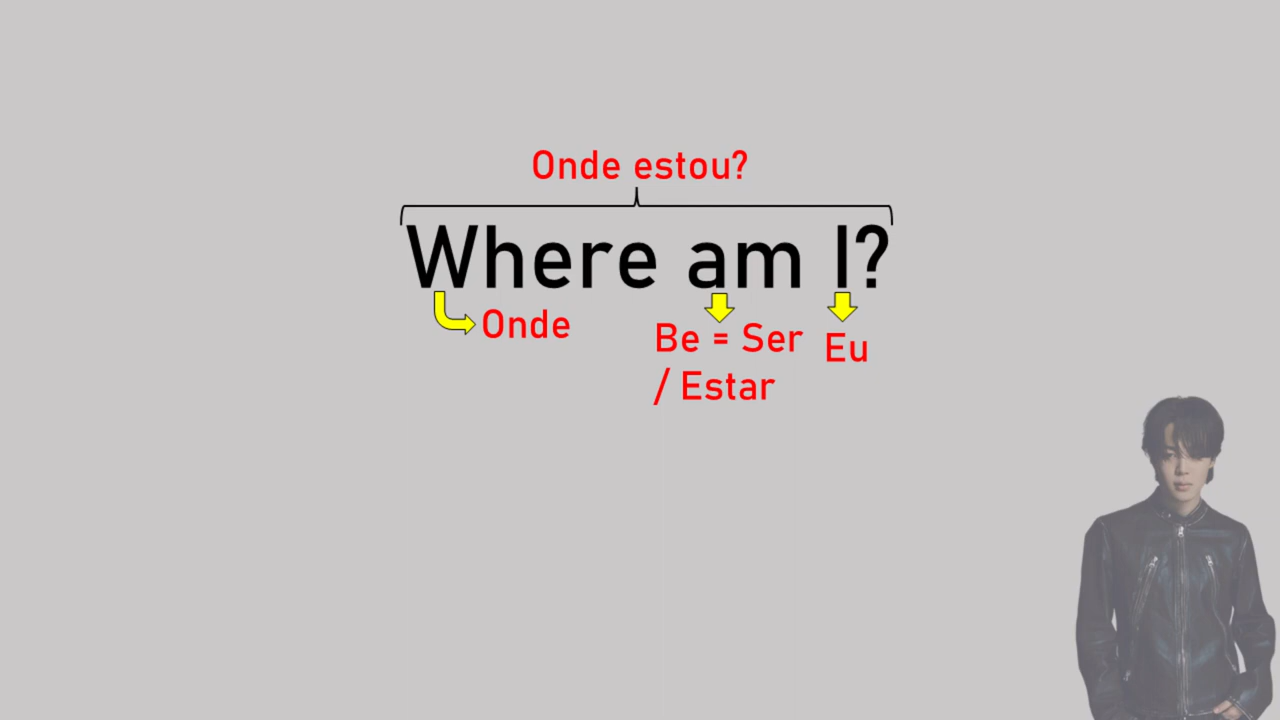 Onde estou?
Where am I?
Onde
Be = Ser
/ Estar
Eu